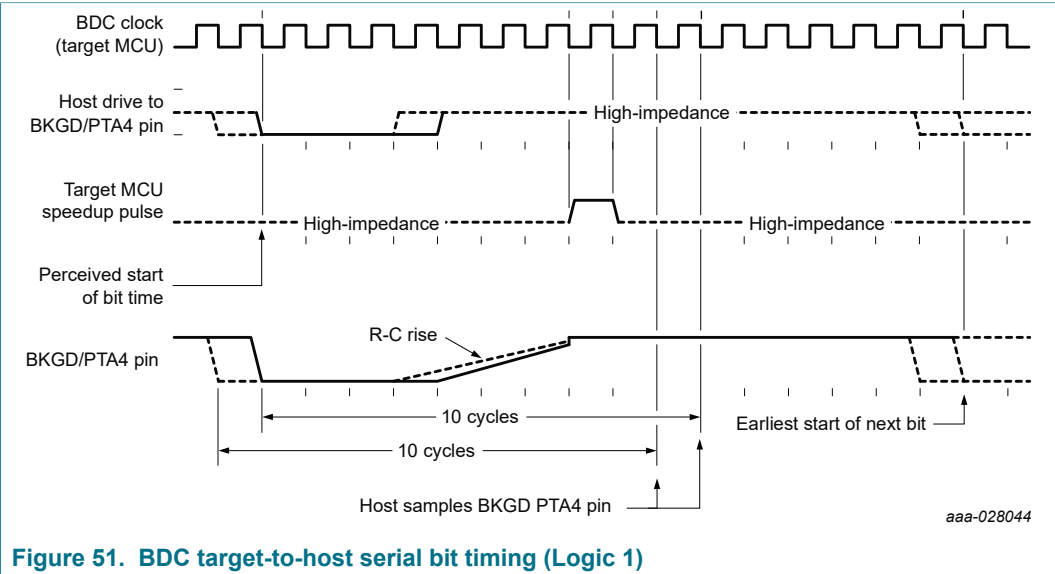 BDC clock
(target MCU)
Host drive to
BKGD/PTA4 pin
High-impedance
Target MCU
speedup pulse
High-impedance
High-impedance
Perceived start
of bit time
R-C rise
BKGD/PTA4 pin
10 cycles
Earliest start of next bit
10 cycles
Host samples BKGD PTA4 pin
aaa-028044
Figure 51. BDC target-to-host serial bit timing (Logic 1)